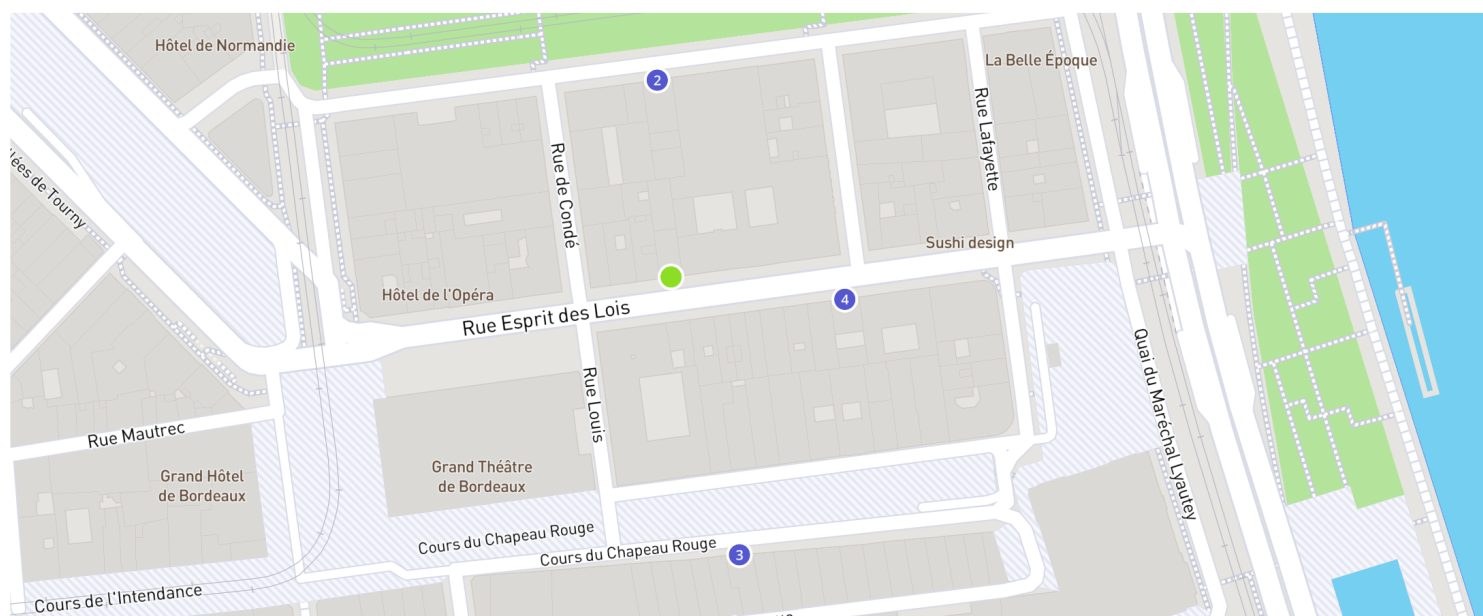 Hôtel de Normandie
2
La Belle Époque
Rue Lafayette
Rue de Condé
lées de Tourny
Sushi design
Hôtel de l'Opéra
4
Rue Esprit des Lois
Quai du Maréchal Lyautey
Rue Louis
Rue Mautrec
Grand Hôtel
de Bordeaux
Grand Théâtre
de Bordeaux
Cours du Chapeau Rouge
Cours du Chapeau Rouge
3
Cours de l'Intendance